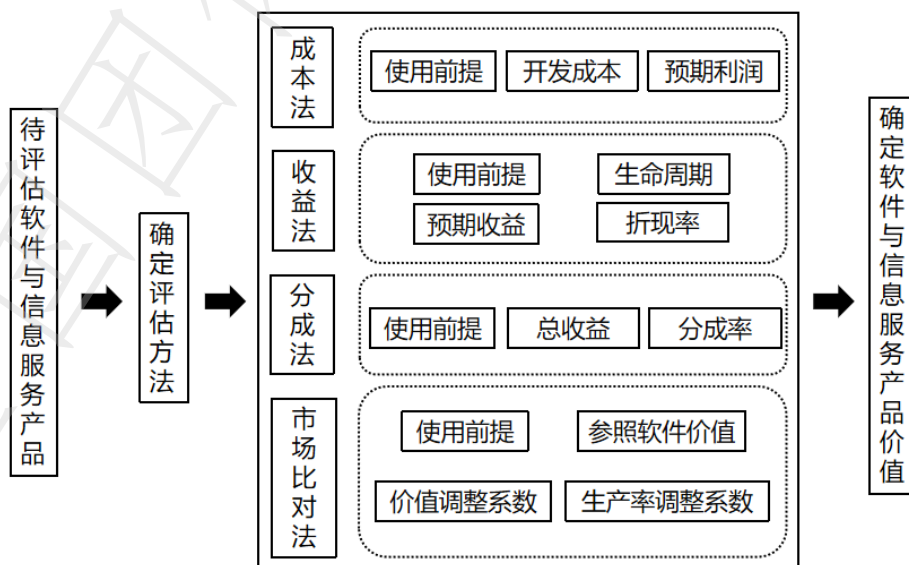 待评估软件与信息服务产品
确定评估方法
成本法
使用前提
开发成本
预期利润
收益法
使用前提
生命周期
预期收益
折现率
分成法
使用前提
总收益
分成率
市场比对法
使用前提
参照软件价值
价值调整系数
生产率调整系数
确定软件与信息服务产品价值